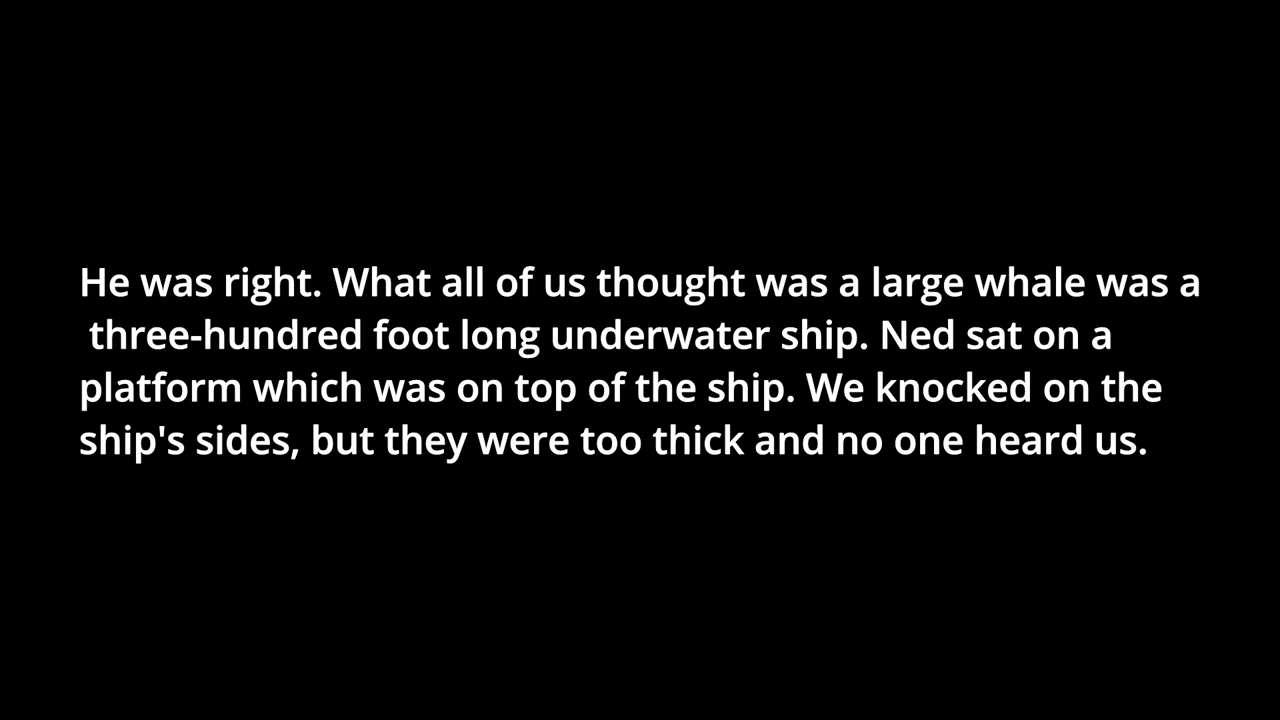 He was right. What all of us thought was a large whale was a
three-hundred foot long underwater ship. Ned sat on a
platform which was on top of the ship. We knocked on the
ship's sides, but they were too thick and no one heard us.